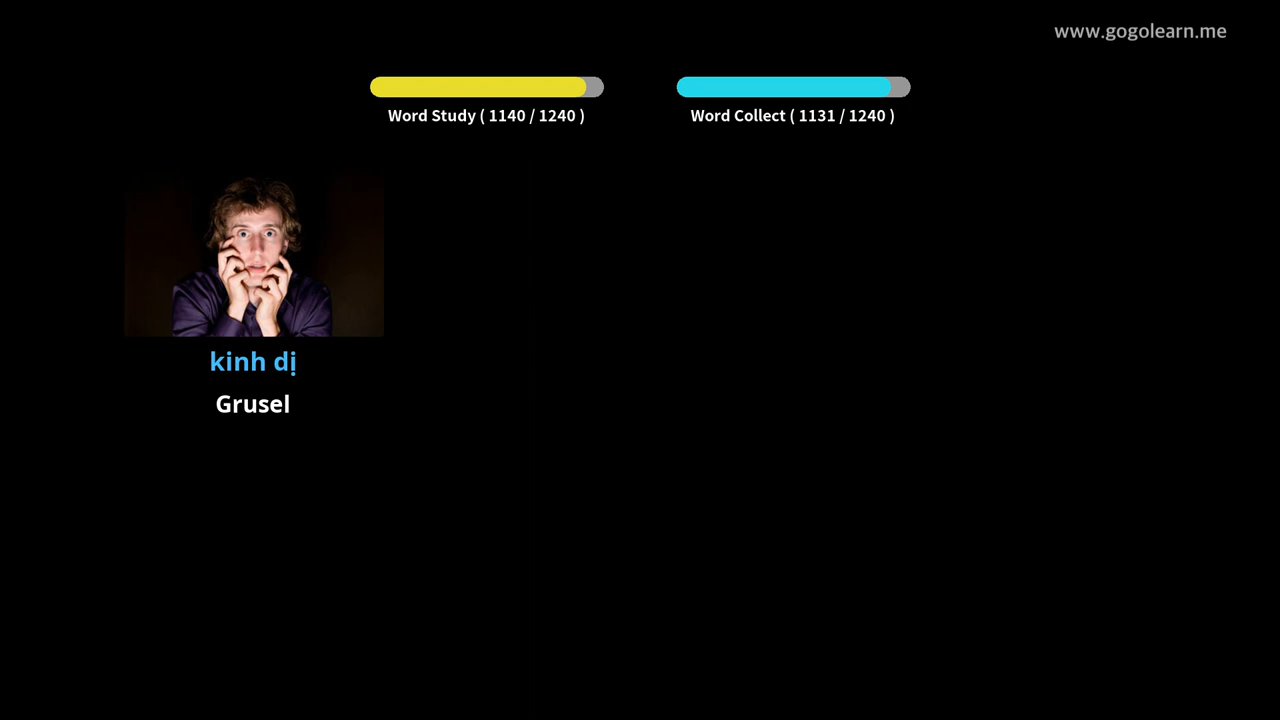 www.gogolearn.me
Word Study ( 1140 / 1240 )
Word Collect ( 1131 / 1240 )
kinh dị
Grusel